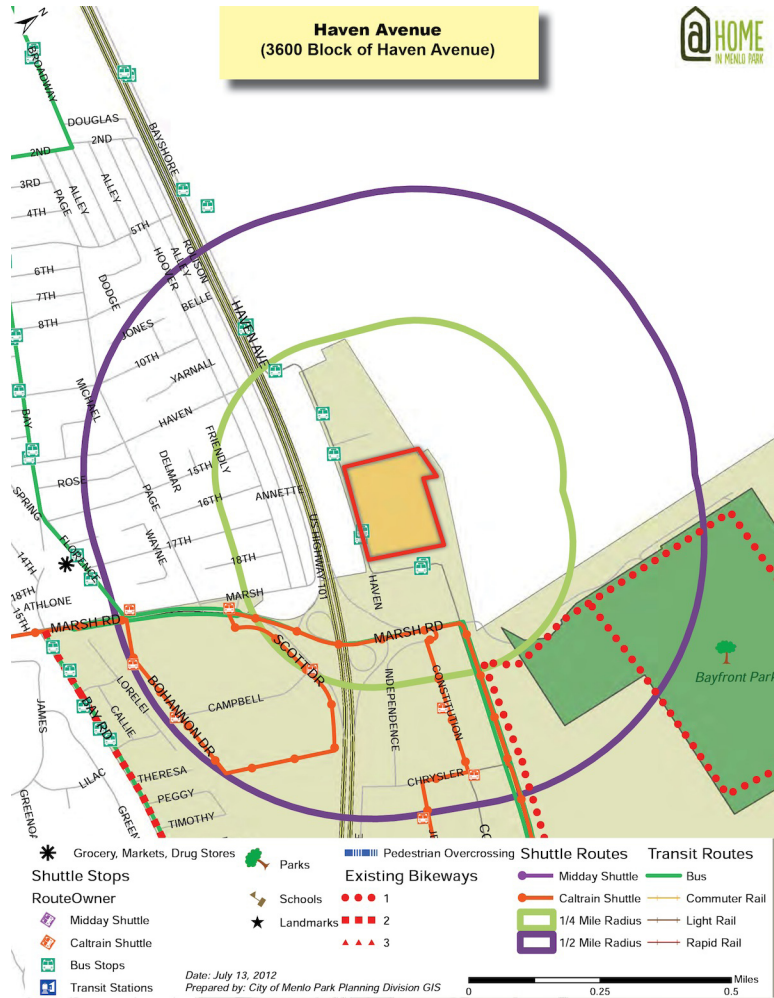 Haven Avenue
(3600 Block of Haven Avenue)
@HOME
IN MENLO PARK
N
BROADWAY
DOUGLAS
2ND
2ND
BAYSHORE
3RD
PAGE
ALLEY
ALLEY
4TH
5TH
ROLISON
ALLEY
HOOVER
6TH
DODGE
7TH
BELLE
8TH
JONES
HAVEN AVE
10TH
YARNALL
MICHAEL
BAY
HAVEN
FRIENDLY
DELMAR
15TH
ROSE
PAGE
16TH
ANNETTE
SPRING
WAYNE
17TH
US HIGHWAY 101
FLORENCE
14TH
18TH
18TH
HAVEN
MARSH
ATHLONE
15TH
MARSH RD
MARSH RD
SCOTT DR
INDEPENDENCE
CONSTITUTION
Bayfront Park
LORELEI
BOHANNON DR
CAMPBELL
JAMES
BAY RD
CALLIE
CHRYSLER
THERESA
LILAC
PEGGY
TIMOTHY
Grocery, Markets, Drug Stores
Parks
Pedestrian Overcrossing
Shuttle Routes
Transit Routes
Shuttle Stops
Existing Bikeways
Midday Shuttle
Bus
RouteOwner
Schools
1
Caltrain Shuttle
Commuter Rail
Midday Shuttle
Landmarks
2
1/4 Mile Radius
Light Rail
Caltrain Shuttle
3
1/2 Mile Radius
Rapid Rail
Bus Stops
Transit Stations
Date: July 13, 2012
Prepared by: City of Menlo Park Planning Division GIS
Miles
0
0.25
0.5